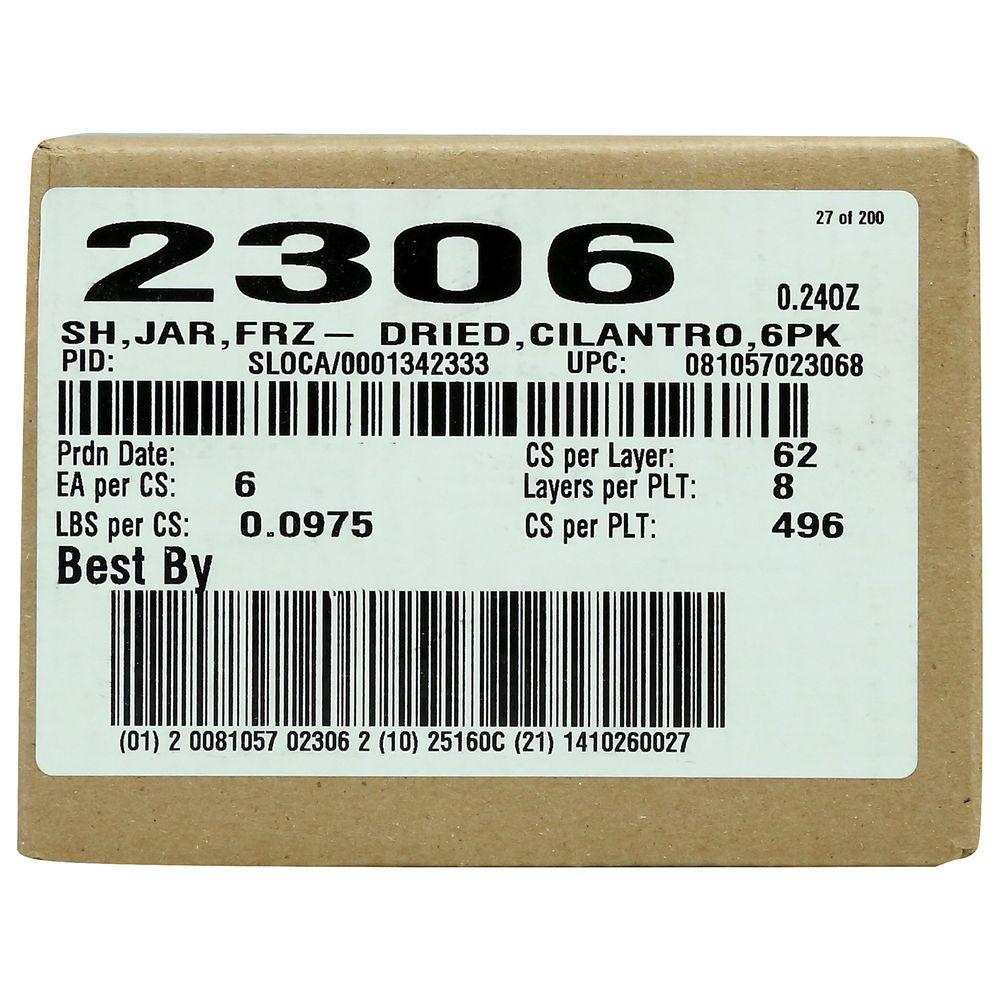 27 of 200
2306
0.24OZ
SH,JAR,FRZ – DRIED,CILANTRO,6PK
PID: SLOCA/0001342333 UPC: 081057023068
Prdn Date: CS per Layer: 62
EA per CS: 6 Layers per PLT: 8
LBS per CS: 0.0975 CS per PLT: 496
Best By
(01) 2 0081057 02306 2 (10) 25160C (21) 1410260027